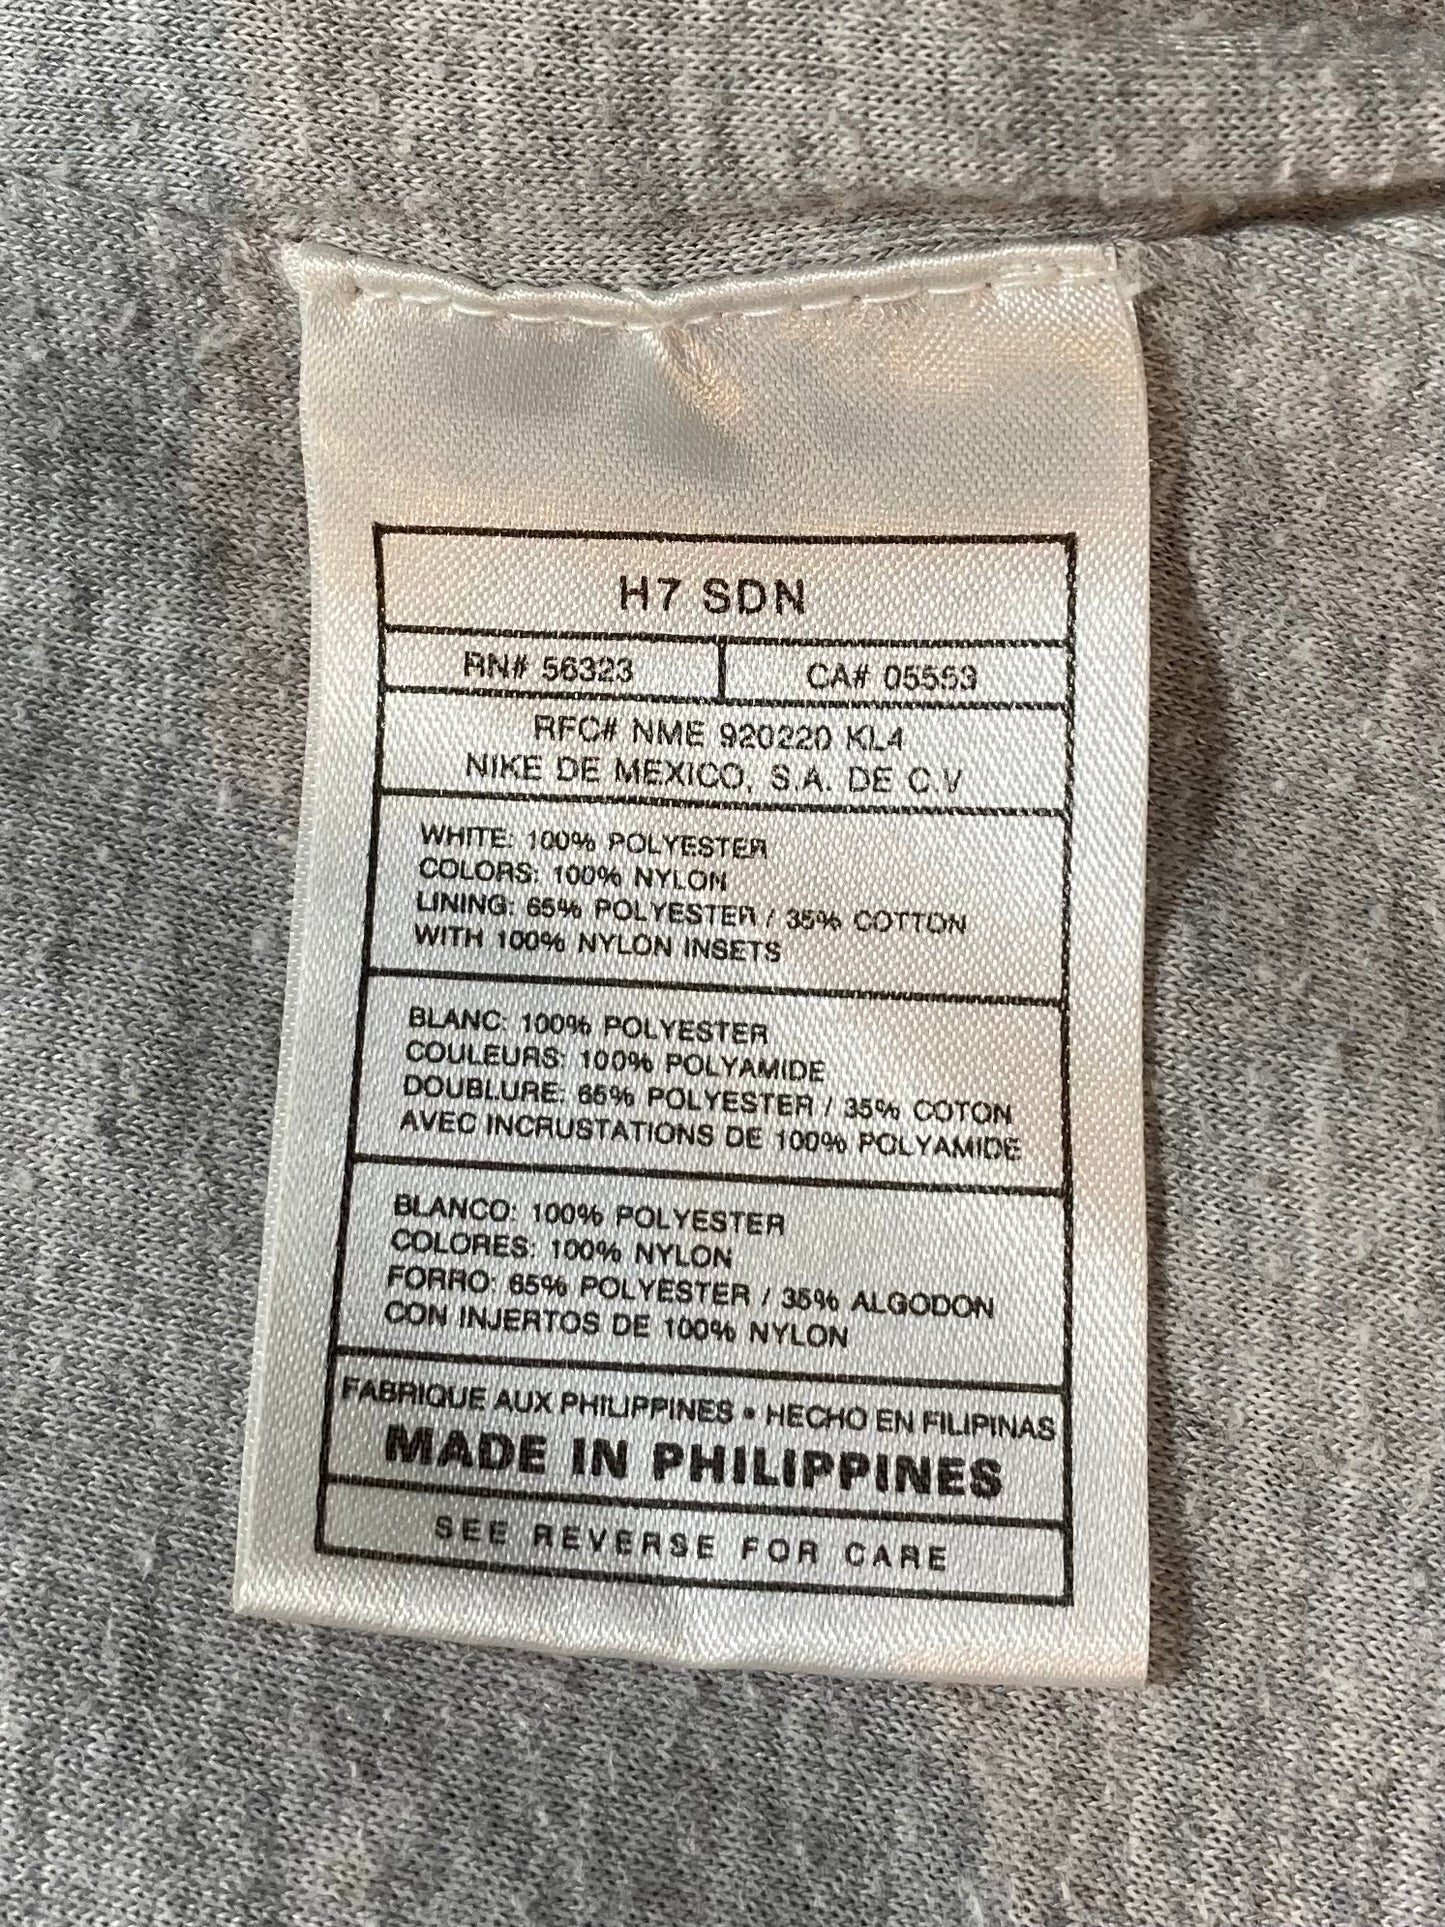 H7 SDN
RN# 56323
CA# 05553
RFC# NME 920220 KL4
NIKE DE MEXICO, S.A. DE C.V
WHITE: 100% POLYESTER
COLORS: 100% NYLON
LINING: 65% POLYESTER / 35% COTTON
WITH 100% NYLON INSETS
BLANC: 100% POLYESTER
COULEURS: 100% POLYAMIDE
DOUBLURE: 65% POLYESTER / 35% COTON
AVEC INCRUSTATIONS DE 100% POLYAMIDE
BLANCO: 100% POLYESTER
COLORES: 100% NYLON
FORRO: 65% POLYESTER / 35% ALGODON
CON INJERTOS DE 100% NYLON
FABRIQUE AUX PHILIPPINES • HECHO EN FILIPINAS
MADE IN PHILIPPINES
SEE REVERSE FOR CARE